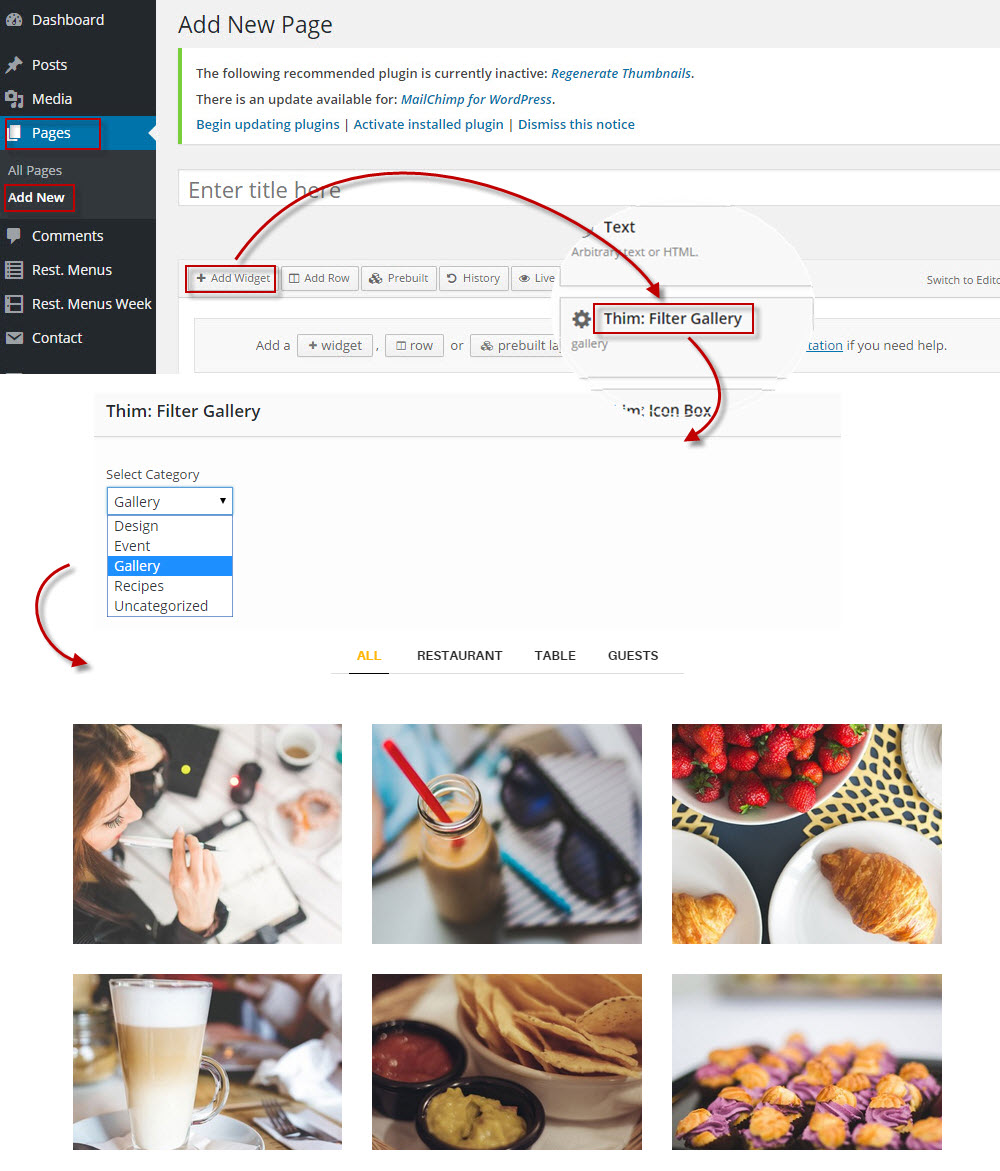 Dashboard
Posts
Media
Pages
All Pages
Add New
Comments
Rest. Menus
Rest. Menus Week
Contact
Add New Page
The following recommended plugin is currently inactive: Regenerate Thumbnails.
There is an update available for: MailChimp for WordPress.
Begin updating plugins | Activate installed plugin | Dismiss this notice
Enter title here
+ Add Widget Add Row Prebuilt History Live
Switch to Edito
Add a + widget , row or prebuilt la
tation if you need help.
Text
Arbitrary text or HTML.
Thim: Filter Gallery
gallery
im: Icon Box
Thim: Filter Gallery
Select Category
Gallery
Design
Event
Gallery
Recipes
Uncategorized
ALL RESTAURANT TABLE GUESTS